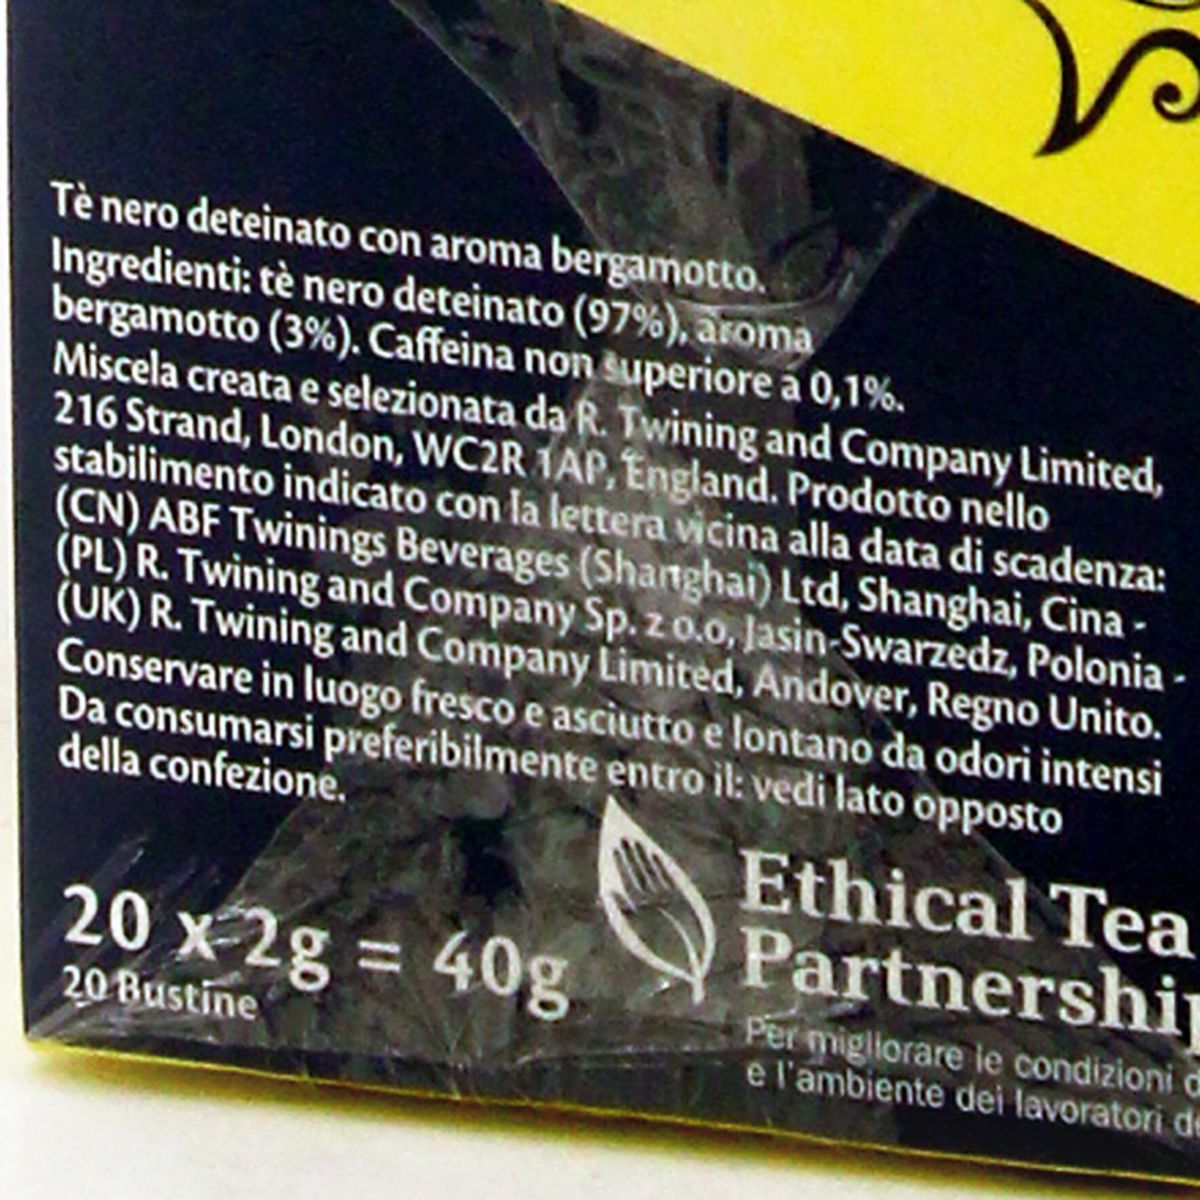 Tè nero deteinato con aroma bergamotto.
Ingredienti: tè nero deteinato (97%), aroma
bergamotto (3%). Caffeina non superiore a 0,1%.
Miscela creata e selezionata da R. Twining and Company Limited,
216 Strand, London, WC2R 1AP, England. Prodotto nello
stabilimento indicato con la lettera vicina alla data di scadenza:
(CN) ABF Twinings Beverages (Shanghai) Ltd, Shanghai, Cina -
(PL) R. Twining and Company Sp. z o.o, Jasin-Swarzedz, Polonia -
(UK) R. Twining and Company Limited, Andover, Regno Unito.
Conservare in luogo fresco e asciutto e lontano da odori intensi
Da consumarsi preferibilmente entro il: vedi lato opposto
della confezione.
20 x 2g = 40g
20 Bustine
Ethical Tea
Partnership
Per migliorare le condizioni
e l'ambiente dei lavoratori